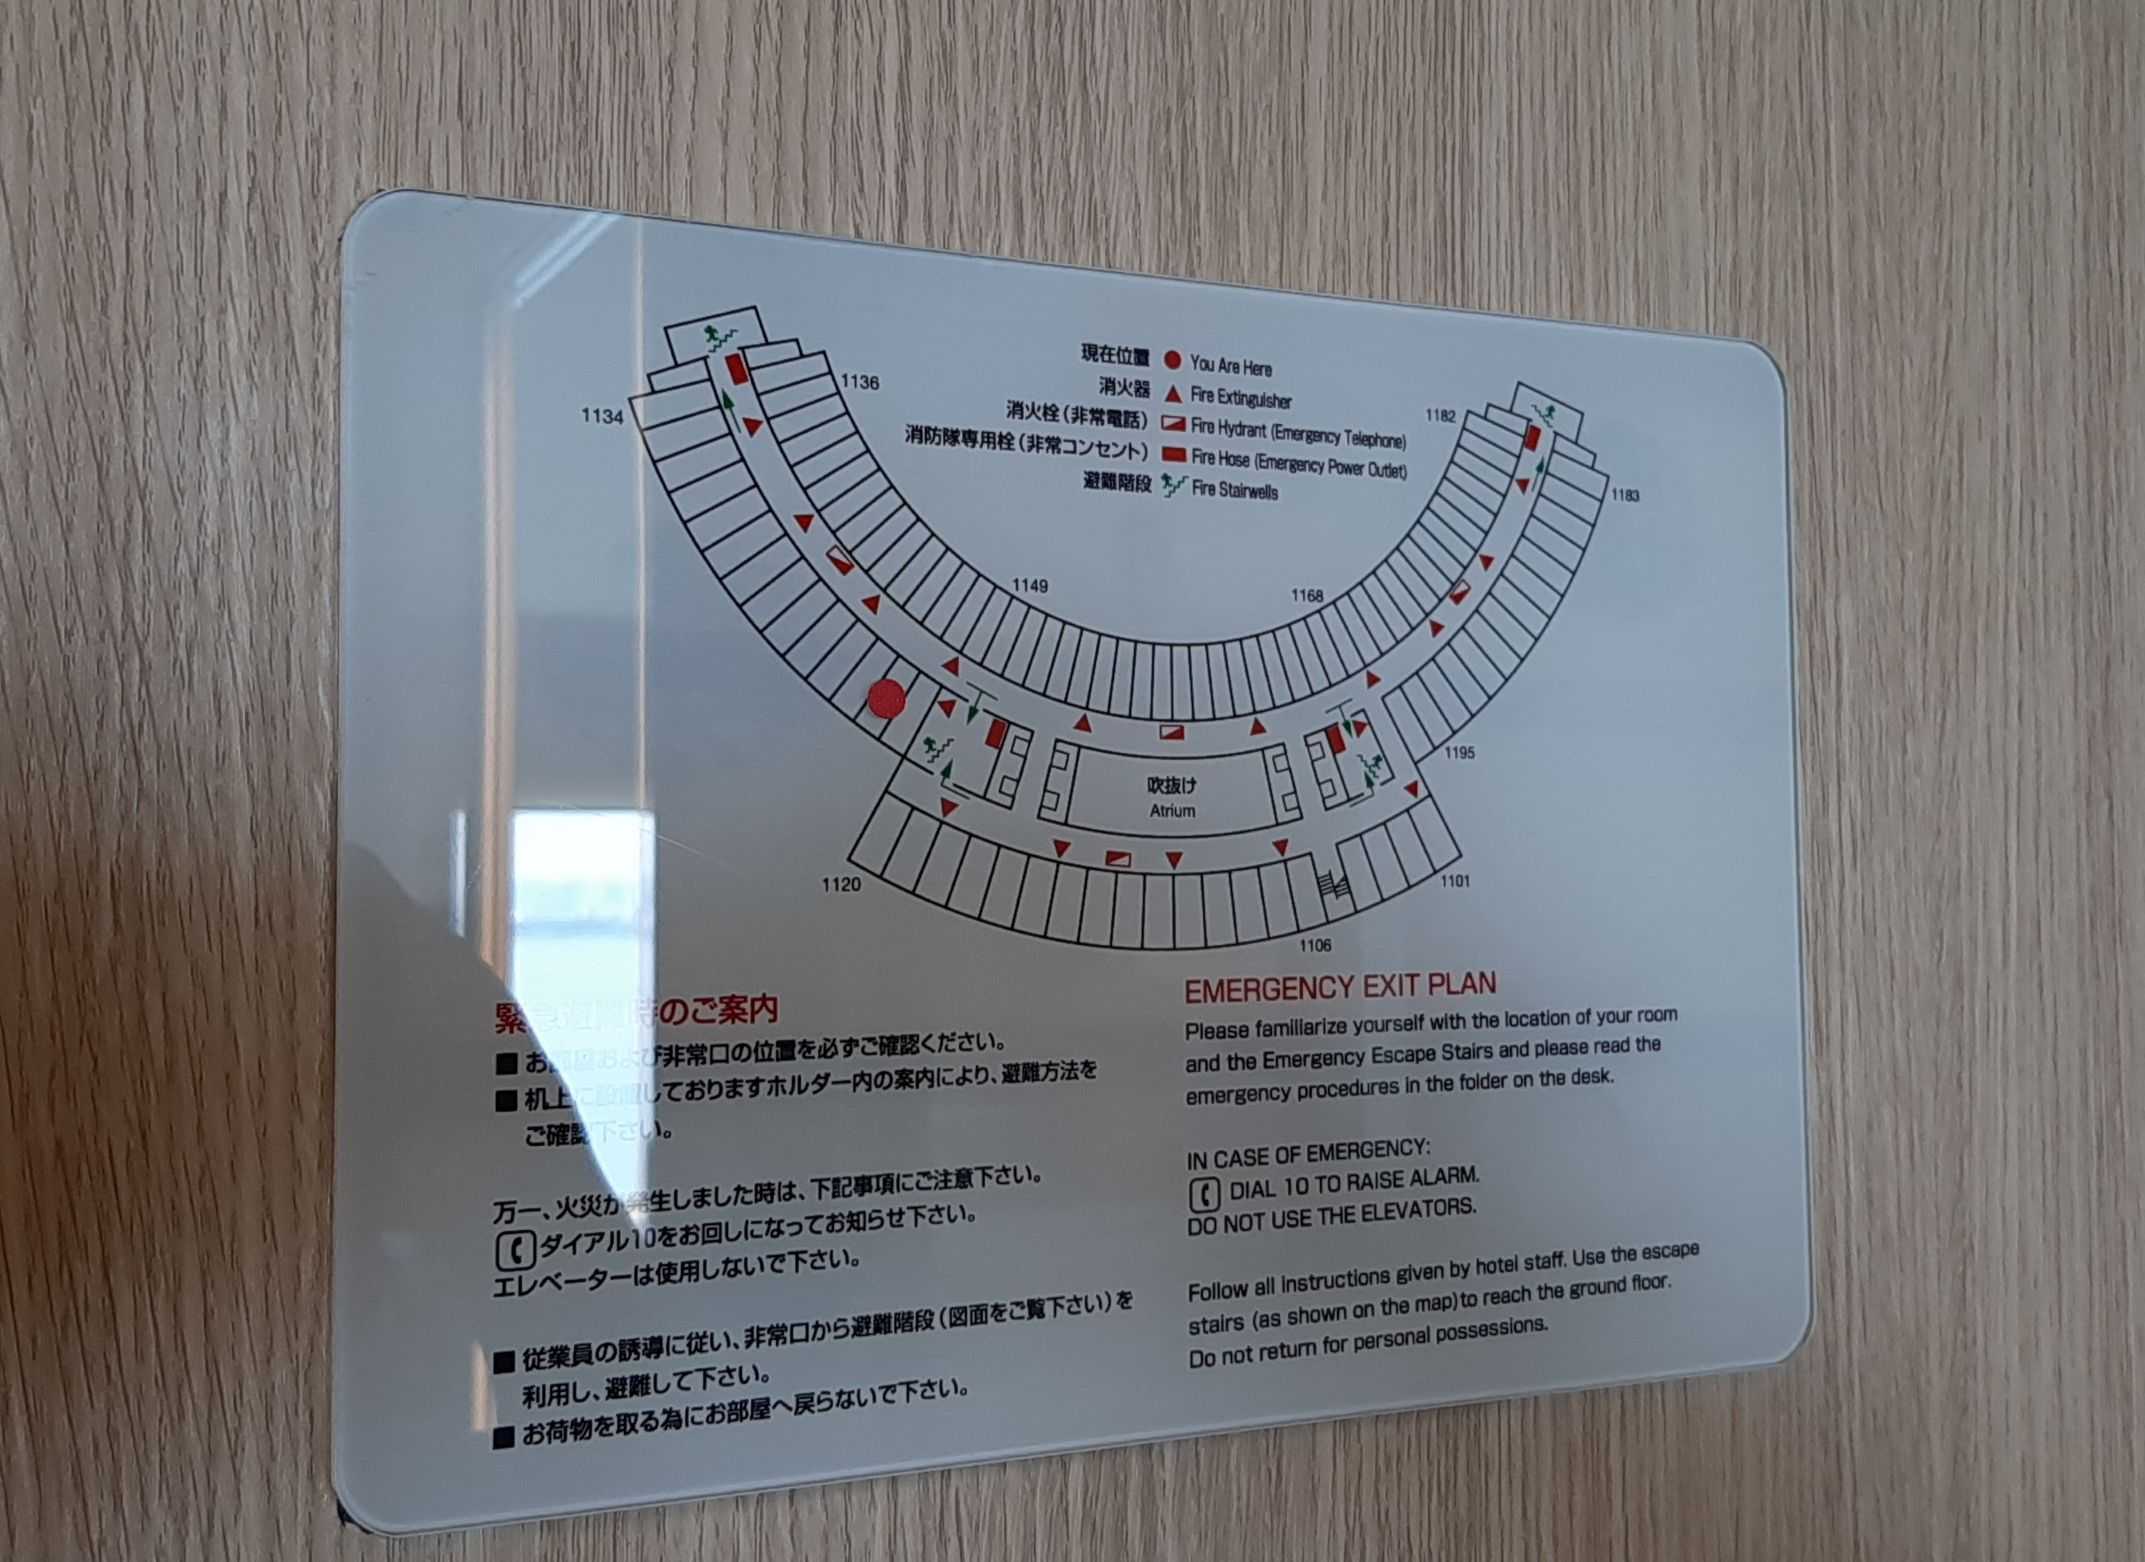 現在位置 You Are Here
消火器 Fire Extinguisher
消火栓(非常電話) Fire Hydrant (Emergency Telephone)
消防隊専用栓(非常コンセント) Fire Hose (Emergency Power Outlet)
避難階段 Fire Stairwells
1134
1136
1182
1183
1149
1168
1195
吹抜け
Atrium
1120
1101
1106
緊 時のご案内
■ お および非常口の位置を必ずご確認ください。
■ 机上に設置しておりますホルダー内の案内により、避難方法を
ご確認下さい。
万一、火災が発生しました時は、下記事項にご注意下さい。
ダイアル10をお回しになってお知らせ下さい。
エレベーターは使用しないで下さい。
■ 従業員の誘導に従い、非常口から避難階段(図面をご覧下さい)を
利用し、避難して下さい。
■ お荷物を取る為にお部屋へ戻らないで下さい。
EMERGENCY EXIT PLAN
Please familiarize yourself with the location of your room
and the Emergency Escape Stairs and please read the
emergency procedures in the folder on the desk.
IN CASE OF EMERGENCY:
DIAL 10 TO RAISE ALARM.
DO NOT USE THE ELEVATORS.
Follow all instructions given by hotel staff. Use the escape
stairs (as shown on the map)to reach the ground floor.
Do not return for personal possessions.